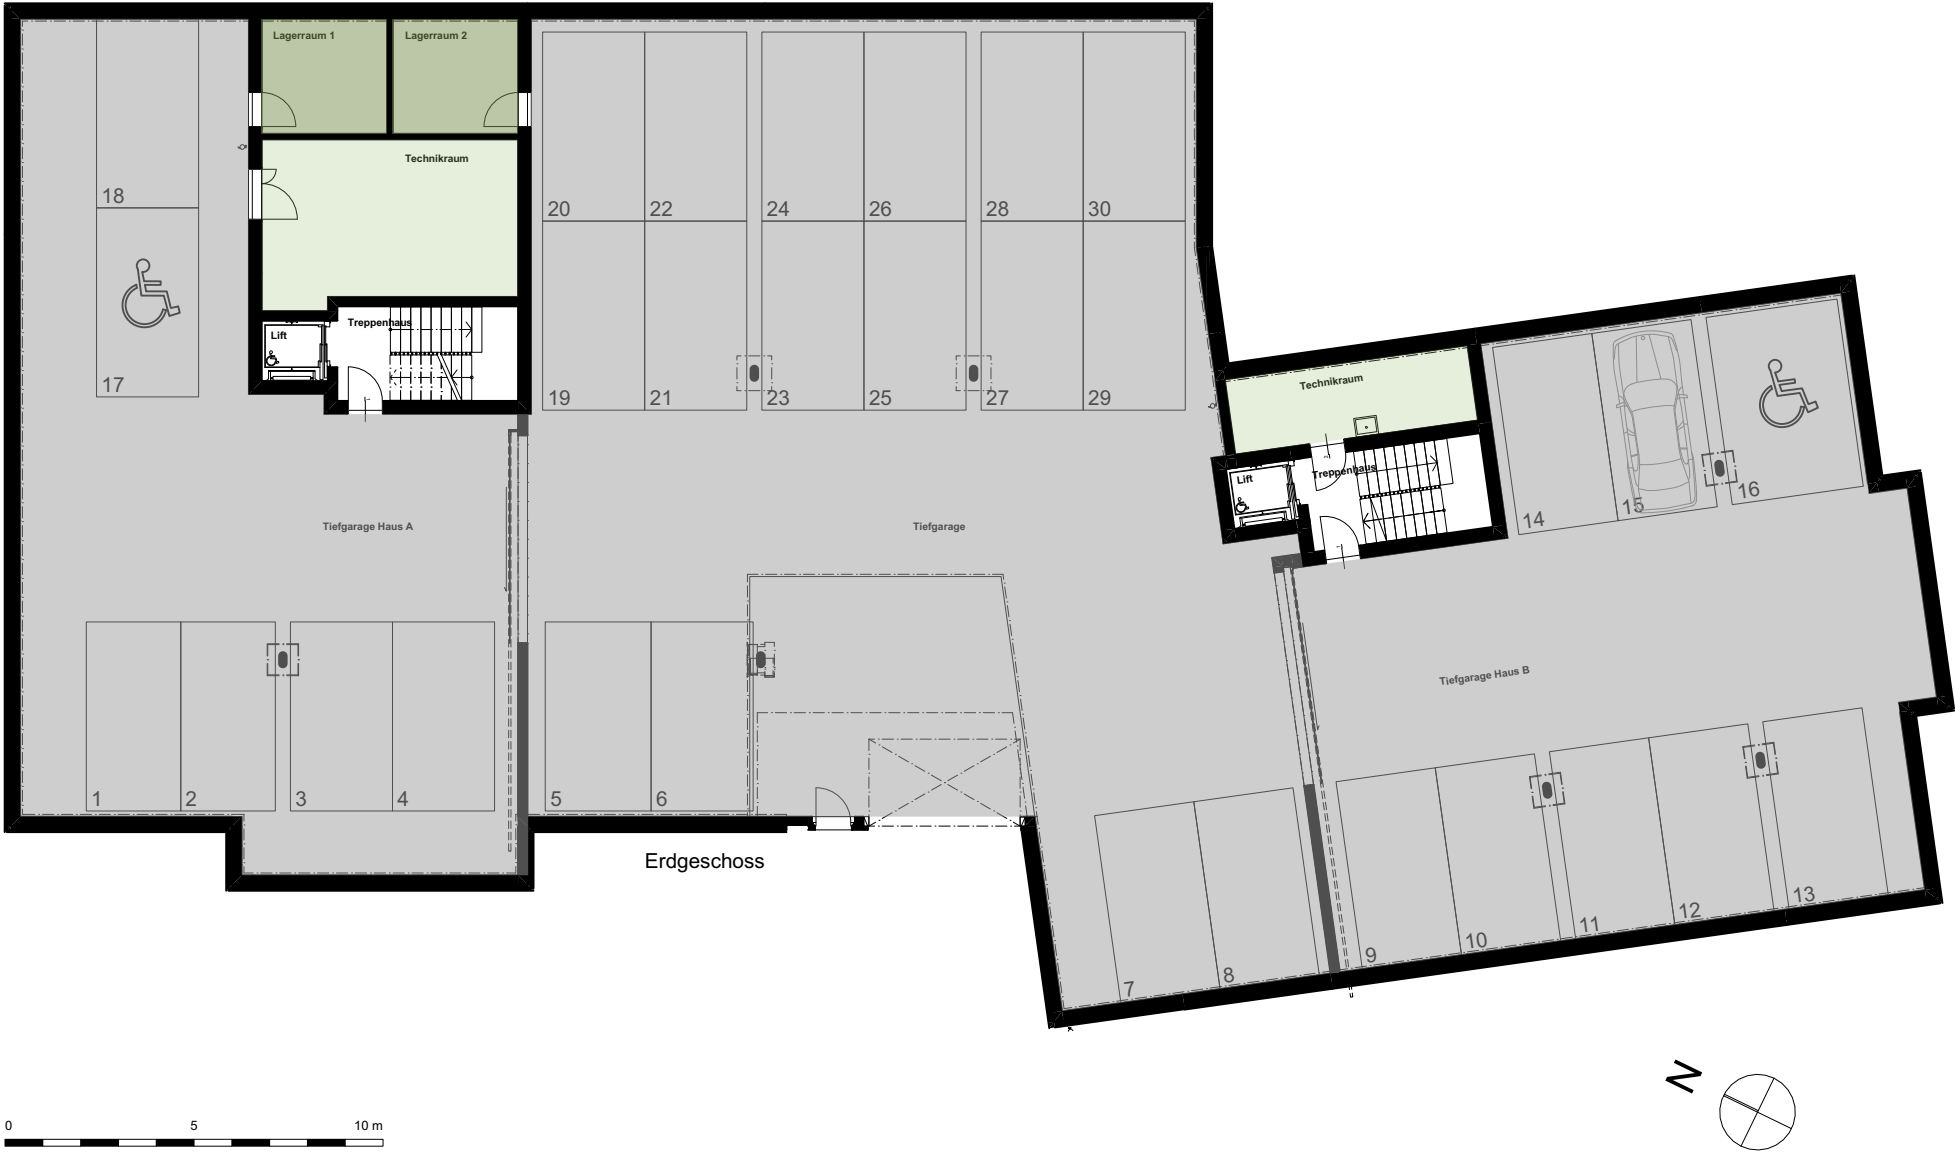 Lagerraum 1
Lagerraum 2
Technikraum
18
20
22
24
26
28
30
Lift
Treppenhaus
17
19
21
23
25
27
29
Technikraum
Lift
Treppenhaus
14
15
16
Tiefgarage Haus A
Tiefgarage
Tiefgarage Haus B
1
2
3
4
5
6
7
8
9
10
11
12
13
Erdgeschoss
N
0
5
10 m